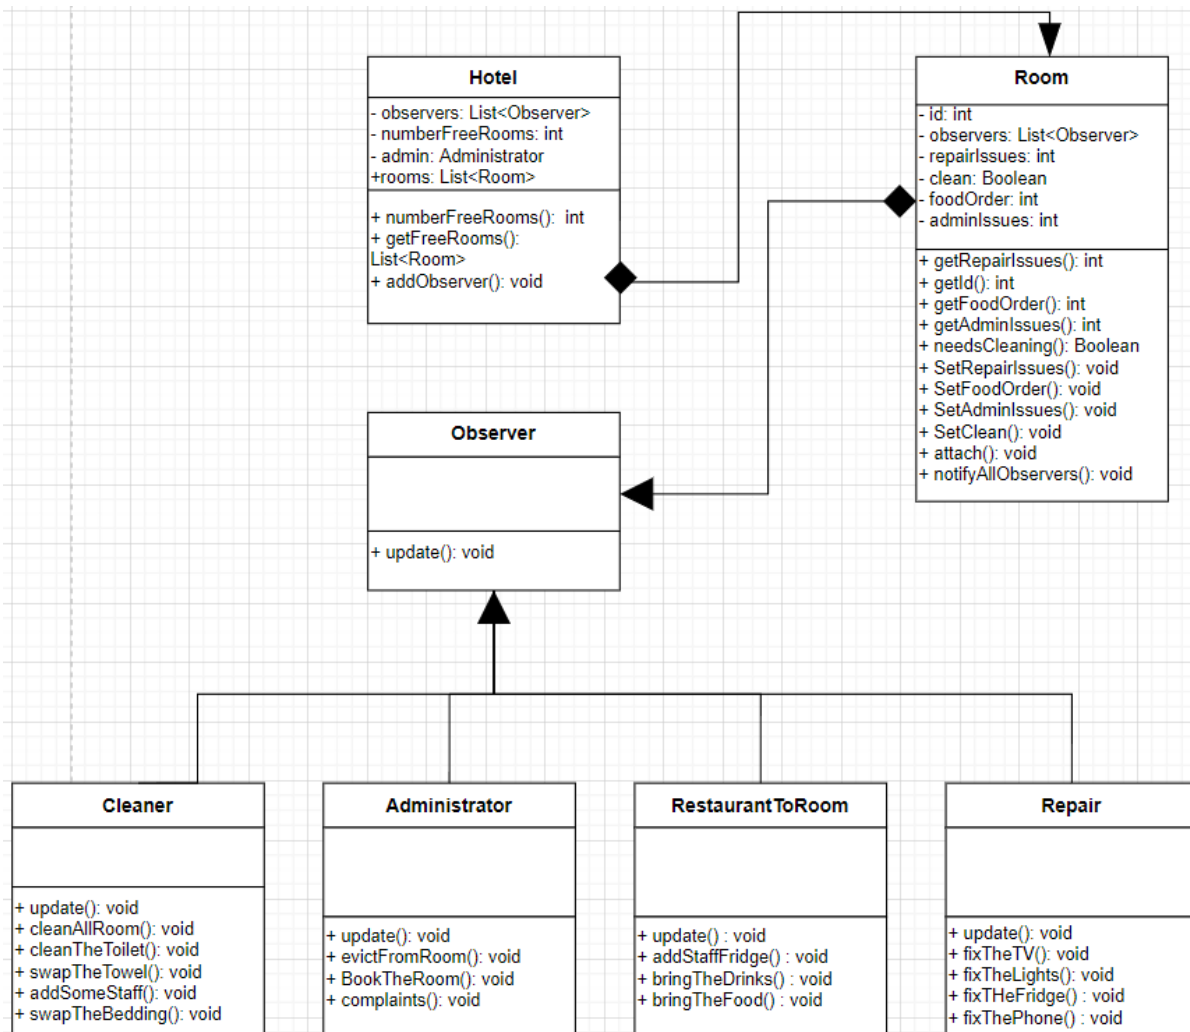 Hotel
- observers: List<Observer>
- numberFreeRooms: int
- admin: Administrator
+rooms: List<Room>
+ numberFreeRooms():  int
+ getFreeRooms():
List<Room>
+ addObserver(): void
Room
- id: int
- observers: List<Observer>
- repairIssues: int
- clean: Boolean
- foodOrder: int
- adminIssues: int
+ getRepairIssues(): int
+ getId(): int
+ getFoodOrder(): int
+ getAdminIssues(): int
+ needsCleaning(): Boolean
+ SetRepairIssues(): void
+ SetFoodOrder(): void
+ SetAdminIssues(): void
+ SetClean(): void
+ attach(): void
+ notifyAllObservers(): void
Observer
+ update(): void
Cleaner
+ update(): void
+ cleanAllRoom(): void
+ cleanTheToilet(): void
+ swapTheTowel(): void
+ addSomeStaff(): void
+ swapTheBedding(): void
Administrator
+ update(): void
+ evictFromRoom(): void
+ BookTheRoom(): void
+ complaints(): void
RestaurantToRoom
+ update() : void
+ addStaffFridge() : void
+ bringTheDrinks() : void
+ bringTheFood() : void
Repair
+ update(): void
+ fixTheTV(): void
+ fixTheLights(): void
+ fixTHeFridge() : void
+ fixThePhone() : void